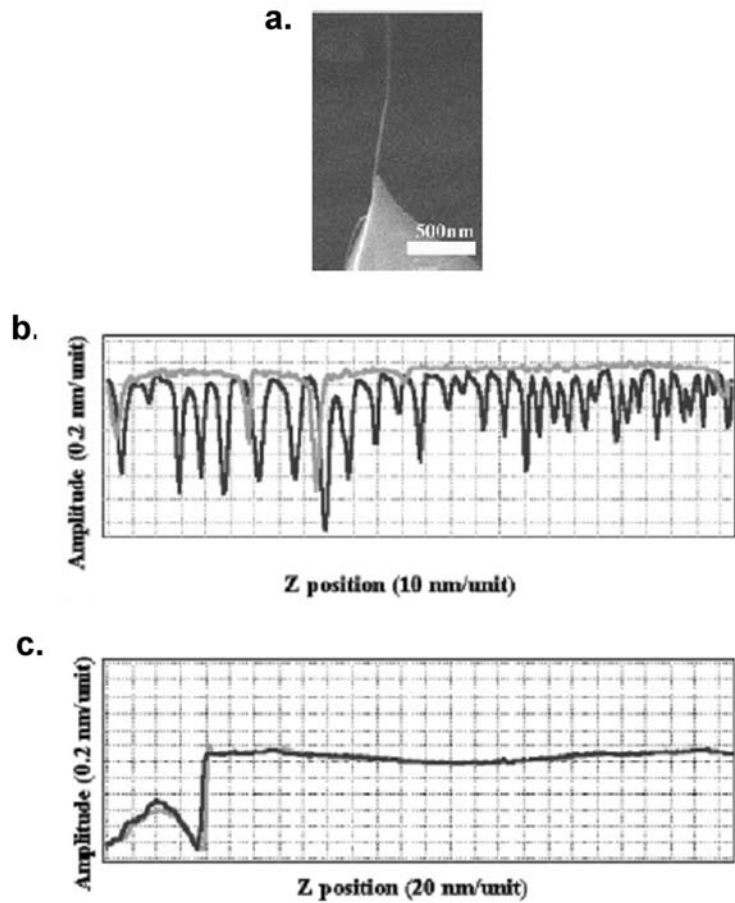 a.
500nm
b.
Amplitude (0.2 nm/unit)
Z position (10 nm/unit)
c.
Amplitude (0.2 nm/unit)
Z position (20 nm/unit)